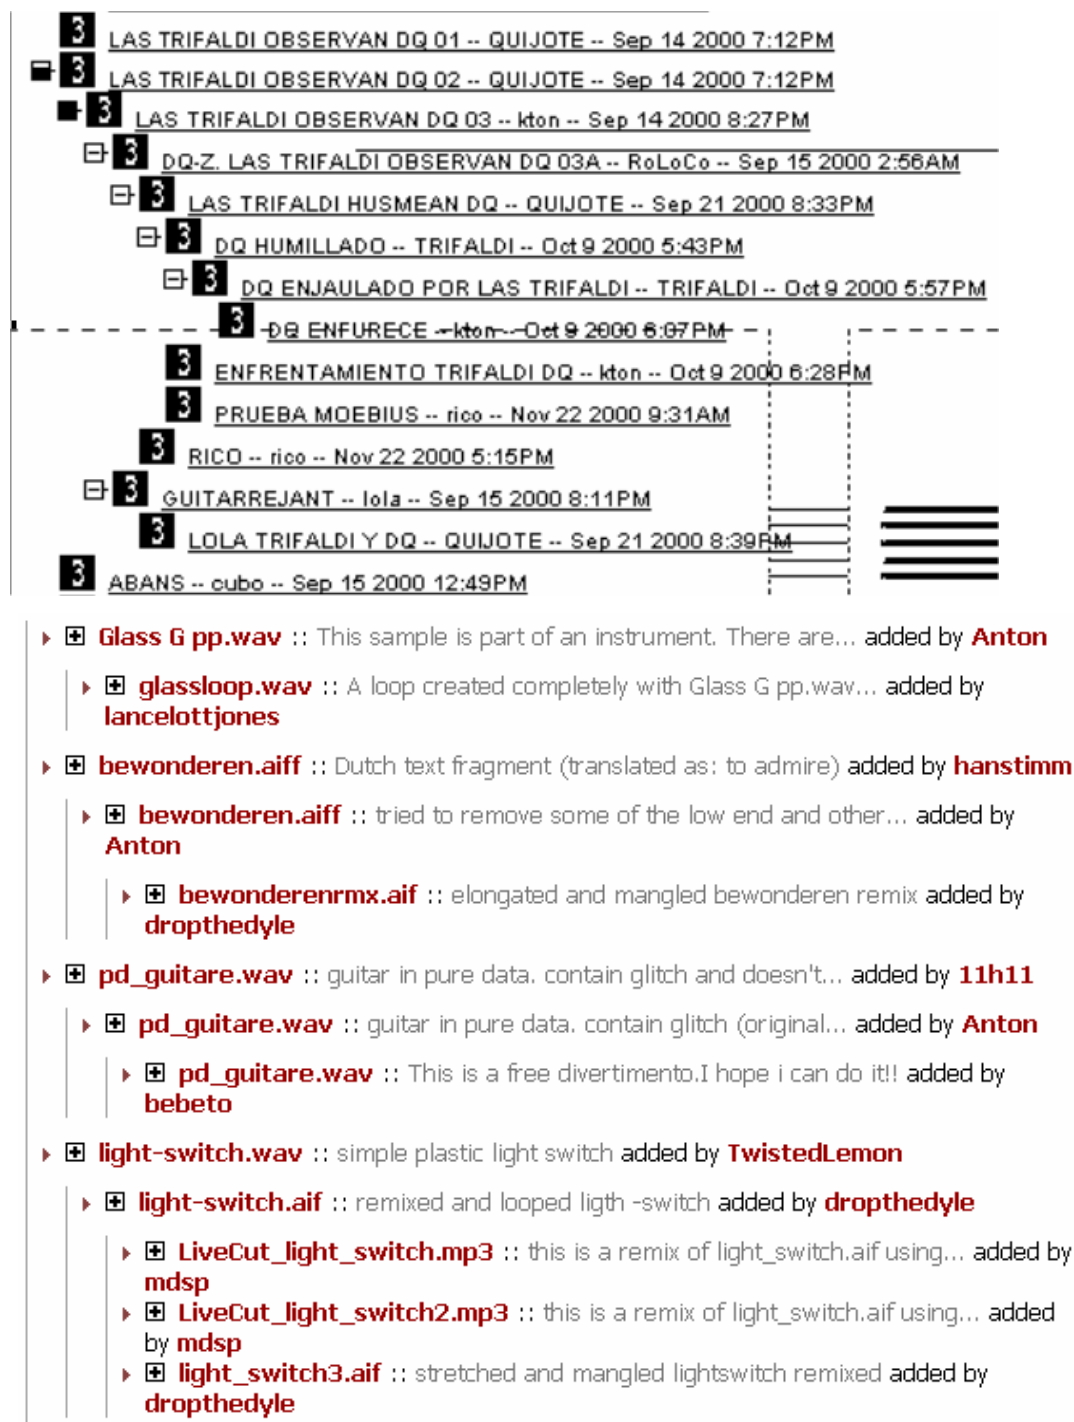 3 LAS TRIFALDI OBSERVAN DQ 01 -- QUIJOTE -- Sep 14 2000 7:12PM
3 LAS TRIFALDI OBSERVAN DQ 02 -- QUIJOTE -- Sep 14 2000 7:12PM
3 LAS TRIFALDI OBSERVAN DQ 03 -- kton -- Sep 14 2000 8:27PM
3 DQ-Z. LAS TRIFALDI OBSERVAN DQ 03A -- RoLoCo -- Sep 15 2000 2:56AM
3 LAS TRIFALDI HUSMEAN DQ -- QUIJOTE -- Sep 21 2000 8:33PM
3 DQ HUMILLADO -- TRIFALDI -- Oct 9 2000 5:43PM
3 DQ ENJAULADO POR LAS TRIFALDI -- TRIFALDI -- Oct 9 2000 5:57PM
3 DQ ENFURECE -- kton -- Oct 9 2000 6:07PM
3 ENFRENTAMIENTO TRIFALDI DQ -- kton -- Oct 9 2000 6:28PM
3 PRUEBA MOEBIUS -- rico -- Nov 22 2000 9:31AM
3 RICO -- rico -- Nov 22 2000 5:15PM
3 GUITARREJANT -- lola -- Sep 15 2000 8:11PM
3 LOLA TRIFALDI Y DQ -- QUIJOTE -- Sep 21 2000 8:39PM
3 ABANS -- cubo -- Sep 15 2000 12:49PM
Glass G pp.wav :: This sample is part of an instrument. There are... added by Anton
glassloop.wav :: A loop created completely with Glass G pp.wav... added by
lancelottjones
bewonderen.aiff :: Dutch text fragment (translated as: to admire) added by hanstimm
bewonderen.aiff :: tried to remove some of the low end and other... added by
Anton
bewonderenrmx.aif :: elongated and mangled bewonderen remix added by
dropthedyle
pd_guitare.wav :: guitar in pure data. contain glitch and doesn't... added by 11h11
pd_guitare.wav :: guitar in pure data. contain glitch (original... added by Anton
pd_guitare.wav :: This is a free divertimento.I hope i can do it!! added by
bebeto
light-switch.wav :: simple plastic light switch added by TwistedLemon
light-switch.aif :: remixed and looped ligth -switch added by dropthedyle
LiveCut_light_switch.mp3 :: this is a remix of light_switch.aif using... added by
mdsp
LiveCut_light_switch2.mp3 :: this is a remix of light_switch.aif using... added
by mdsp
light_switch3.aif :: stretched and mangled lightswitch remixed added by
dropthedyle